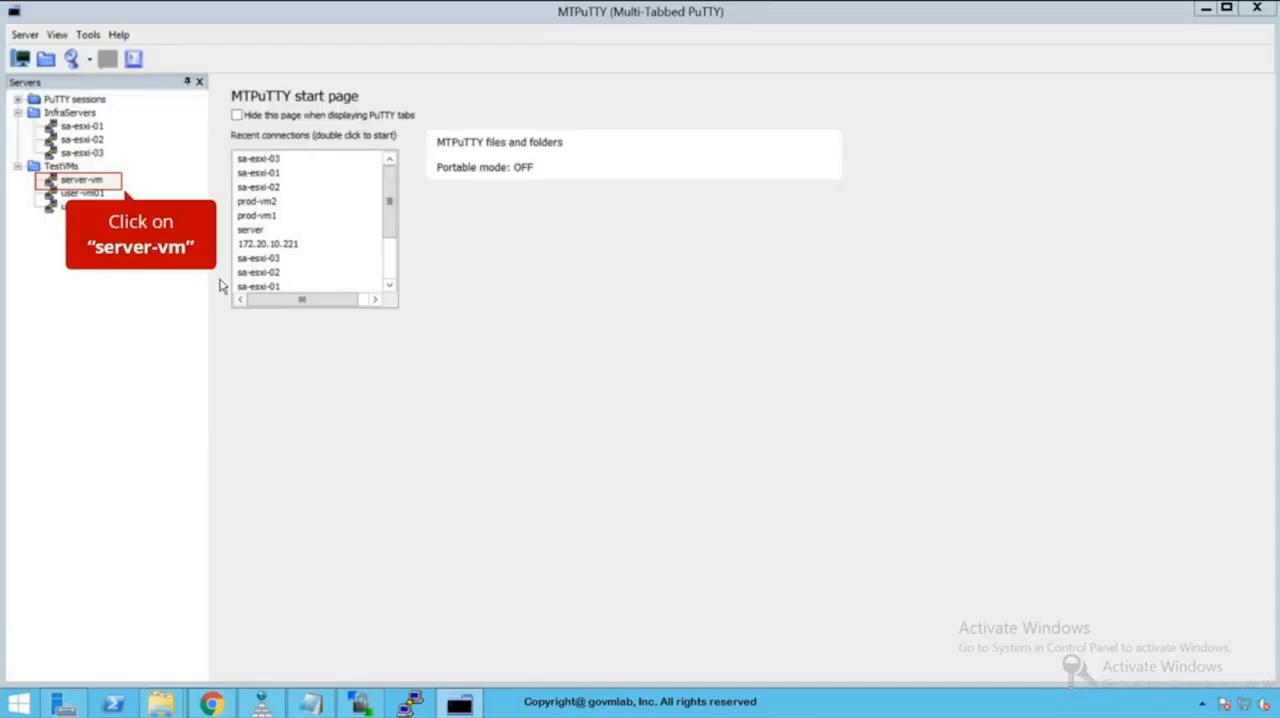 MTPuTTY (Multi-Tabbed PuTTY)
Server View Tools Help
Servers
PuTTY sessions
InfraServers
sa-esxi-01
sa-esxi-02
sa-esxi-03
TestVMs
server-vm
user-vm01
Click on
“server-vm”
MTPuTTY start page
Hide this page when displaying PuTTY tabs
Recent connections (double click to start)
sa-esxi-03
sa-esxi-01
sa-esxi-02
prod-vm2
prod-vm1
server
172.20.10.221
sa-esxi-03
sa-esxi-02
sa-esxi-01
MTPuTTY files and folders
Portable mode: OFF
Activate Windows
Go to System in Control Panel to activate Windows.
Activate Windows
Copyright@ govmlab, Inc. All rights reserved